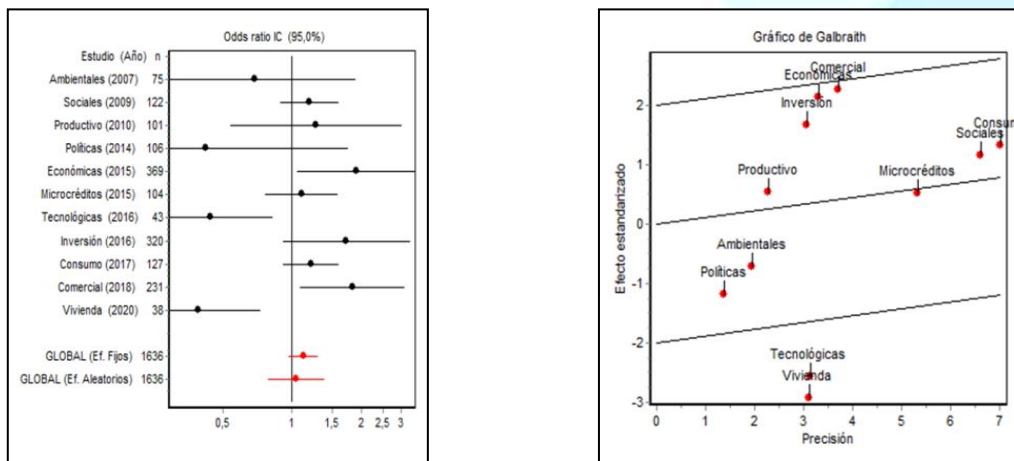 Odds ratio IC (95,0%)
Estudio (Año) n
Ambientales (2007) 75
Sociales (2009) 122
Productivo (2010) 101
Políticas (2014) 106
Económicas (2015) 369
Microcréditos (2015) 104
Tecnológicas (2016) 43
Inversión (2016) 320
Consumo (2017) 127
Comercial (2018) 231
Vivienda (2020) 38
GLOBAL (Ef. Fijos) 1636
GLOBAL (Ef. Aleatorios) 1636
0,5 1 1,5 2 2,5 3
Gráfico de Galbraith
Efecto estandarizado
2
1
0
-1
-2
-3
Comercial
Económicas
Inversión
Consum
Sociales
Productivo
Microcréditos
Ambientales
Políticas
Tecnológicas
Vivienda
0 1 2 3 4 5 6 7
Precisión